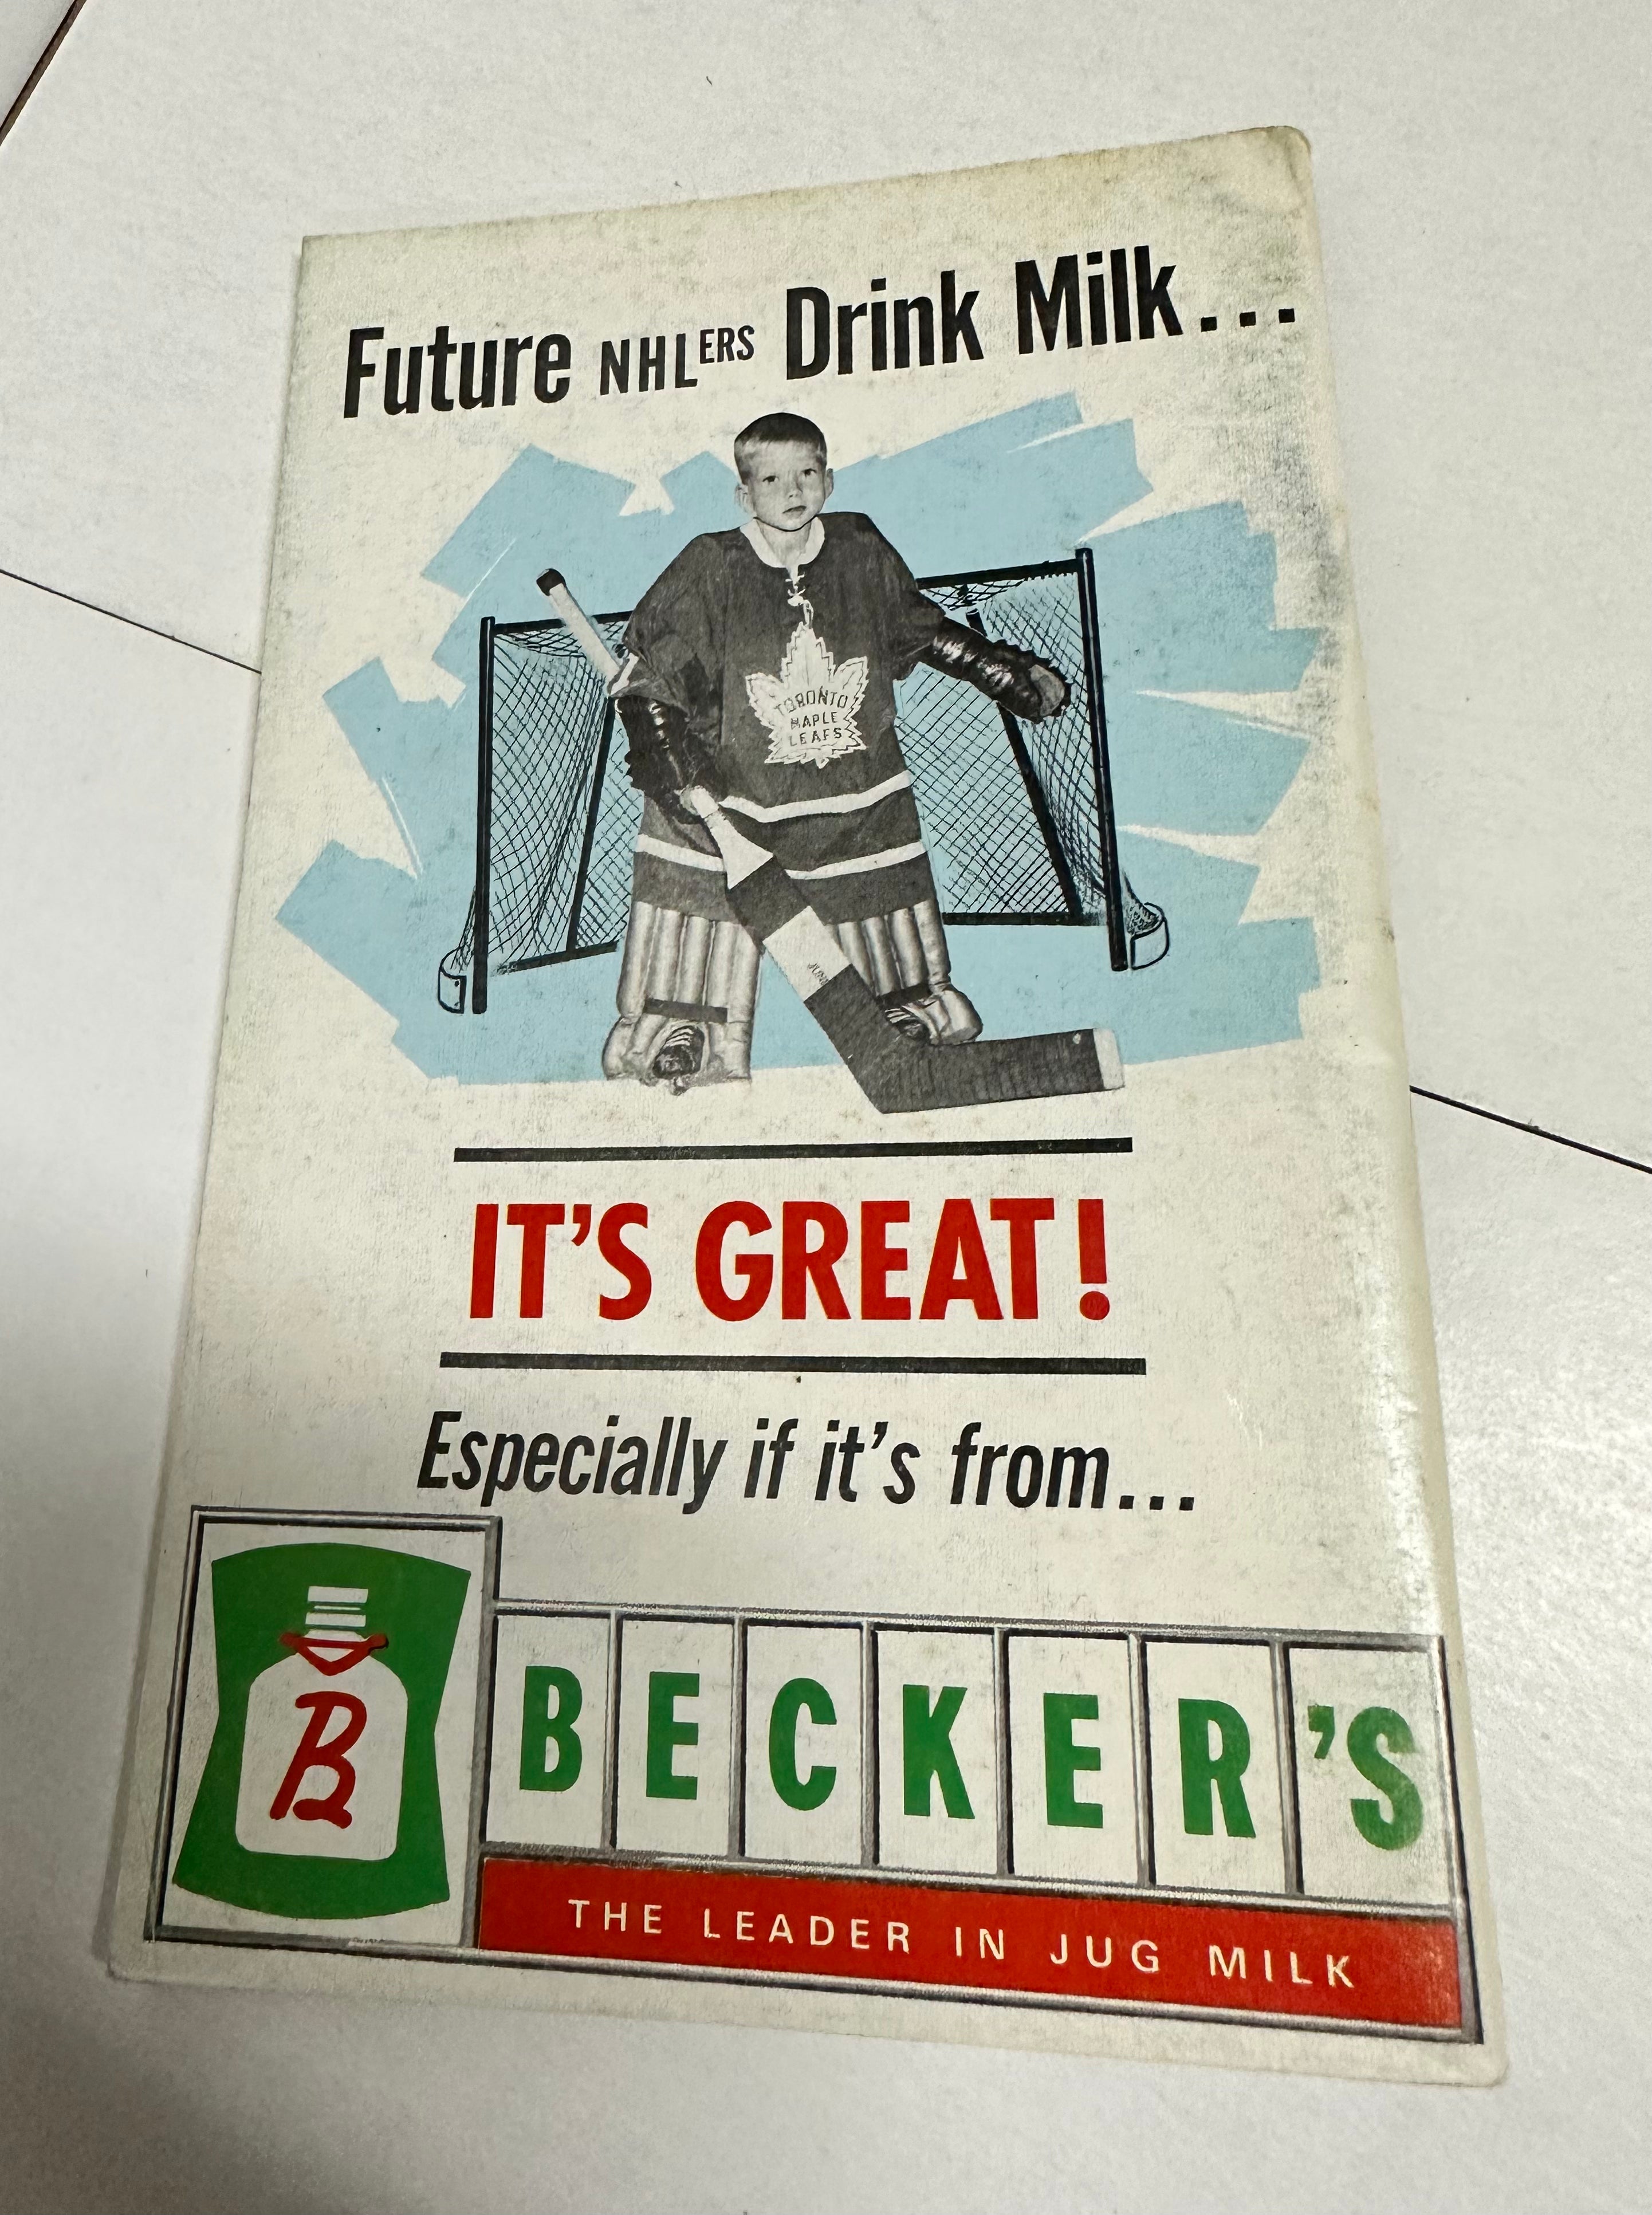 Future NHLERS Drink Milk...
TORONTO
MAPLE
LEAFS
IT'S GREAT!
Especially if it's from...
B
BECKER'S
THE LEADER IN JUG MILK